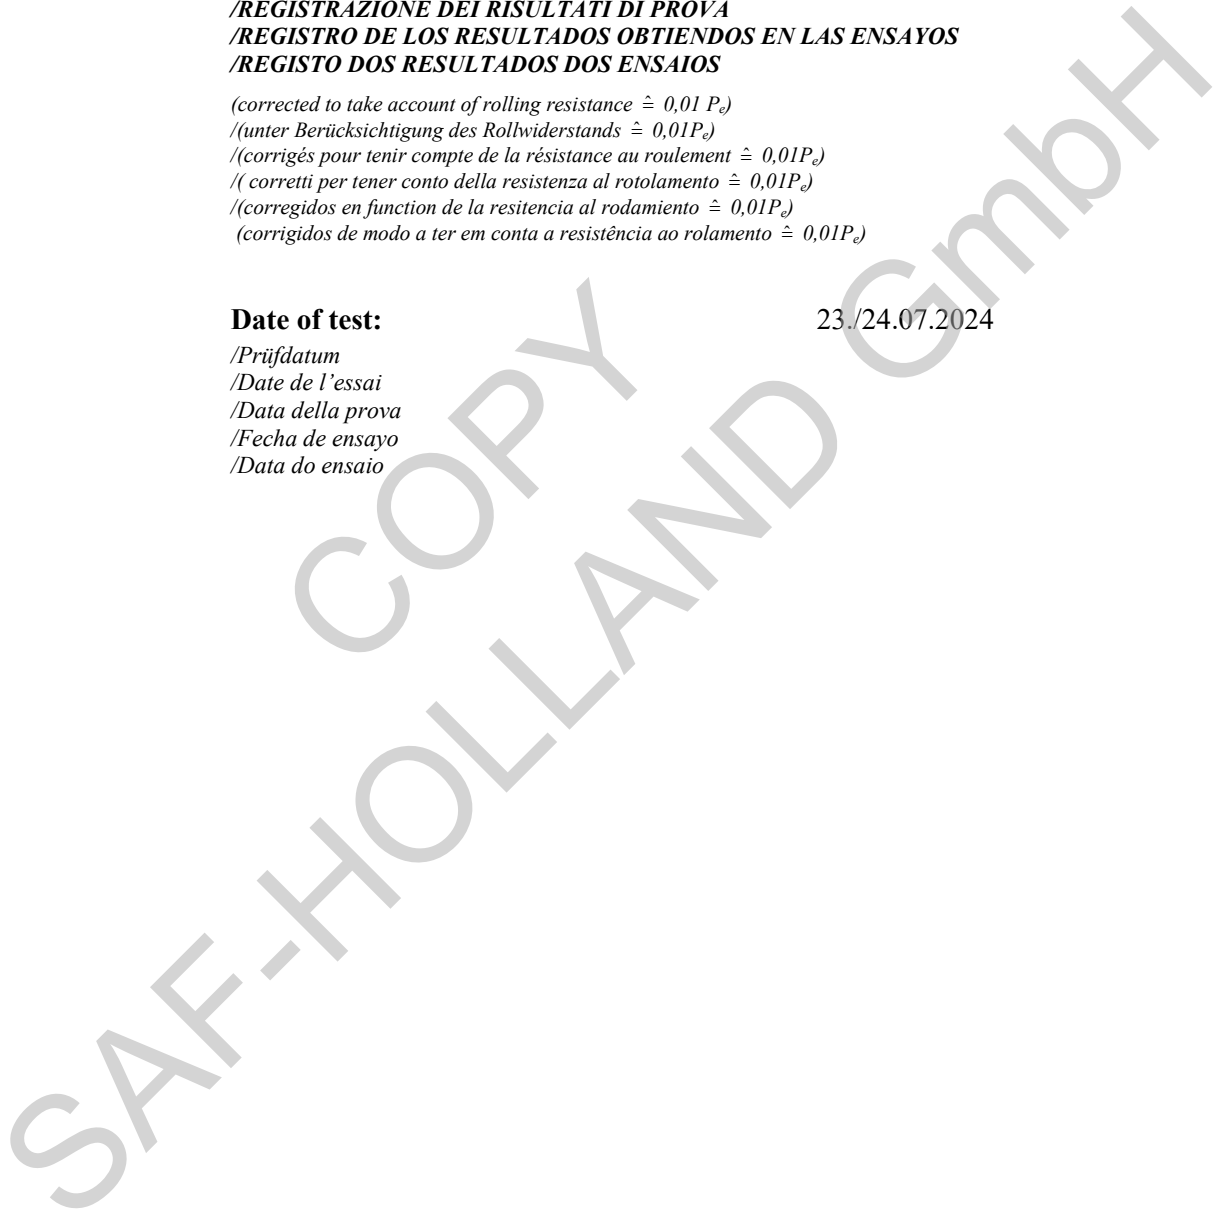 /REGISTRAZIONE DEI RISULTATI DI PROVA
/REGISTRO DE LOS RESULTADOS OBTIENDOS EN LAS ENSAYOS
/REGISTO DOS RESULTADOS DOS ENSAIOS
(corrected to take account of rolling resistance ≙ 0,01 Pe)
/(unter Berücksichtigung des Rollwiderstands ≙ 0,01Pe)
/(corrigés pour tenir compte de la résistance au roulement ≙ 0,01Pe)
/( corretti per tener conto della resistenza al rotolamento ≙ 0,01Pe)
/(corregidos en function de la resitencia al rodamiento ≙ 0,01Pe)
(corrigidos de modo a ter em conta a resistência ao rolamento ≙ 0,01Pe)
Date of test: 23./24.07.2024
/Prüfdatum
/Date de l’essai
/Data della prova
/Fecha de ensayo
/Data do ensaio
COPY
SAF-HOLLAND GmbH